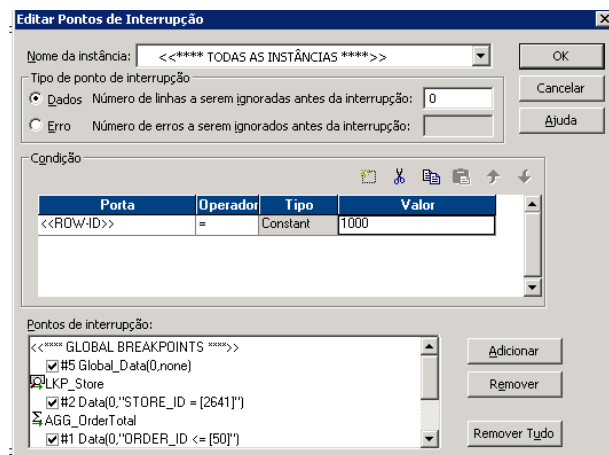 Editar Pontos de Interrupção
Nome da instância: <<**** TODAS AS INSTÂNCIAS ****>>
OK
Tipo de ponto de interrupção
Cancelar
Dados Número de linhas a serem ignoradas antes da interrupção: 0
Ajuda
Erro Número de erros a serem ignorados antes da interrupção:
Condição
Porta Operador Tipo Valor
<<ROW-ID>> = Constant 1000
Pontos de interrupção:
<<**** GLOBAL BREAKPOINTS ****>>
#5 Global_Data(0,none)
Adicionar
LKP_Store
#2 Data(0,"STORE_ID = [2641]")
Remover
AGG_OrderTotal
#1 Data(0,"ORDER_ID <= [50]")
Remover Tudo